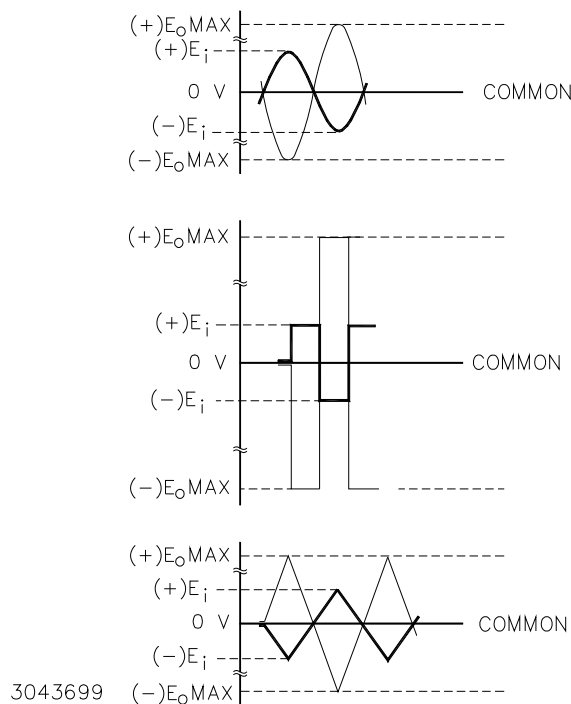 (+)EoMAX
(+)Ei
0 V COMMON
(−)Ei
(−)EoMAX
(+)EoMAX
(+)Ei
0 V COMMON
(−)Ei
(−)EoMAX
(+)EoMAX
(+)Ei
0 V COMMON
(−)Ei
3043699 (−)EoMAX